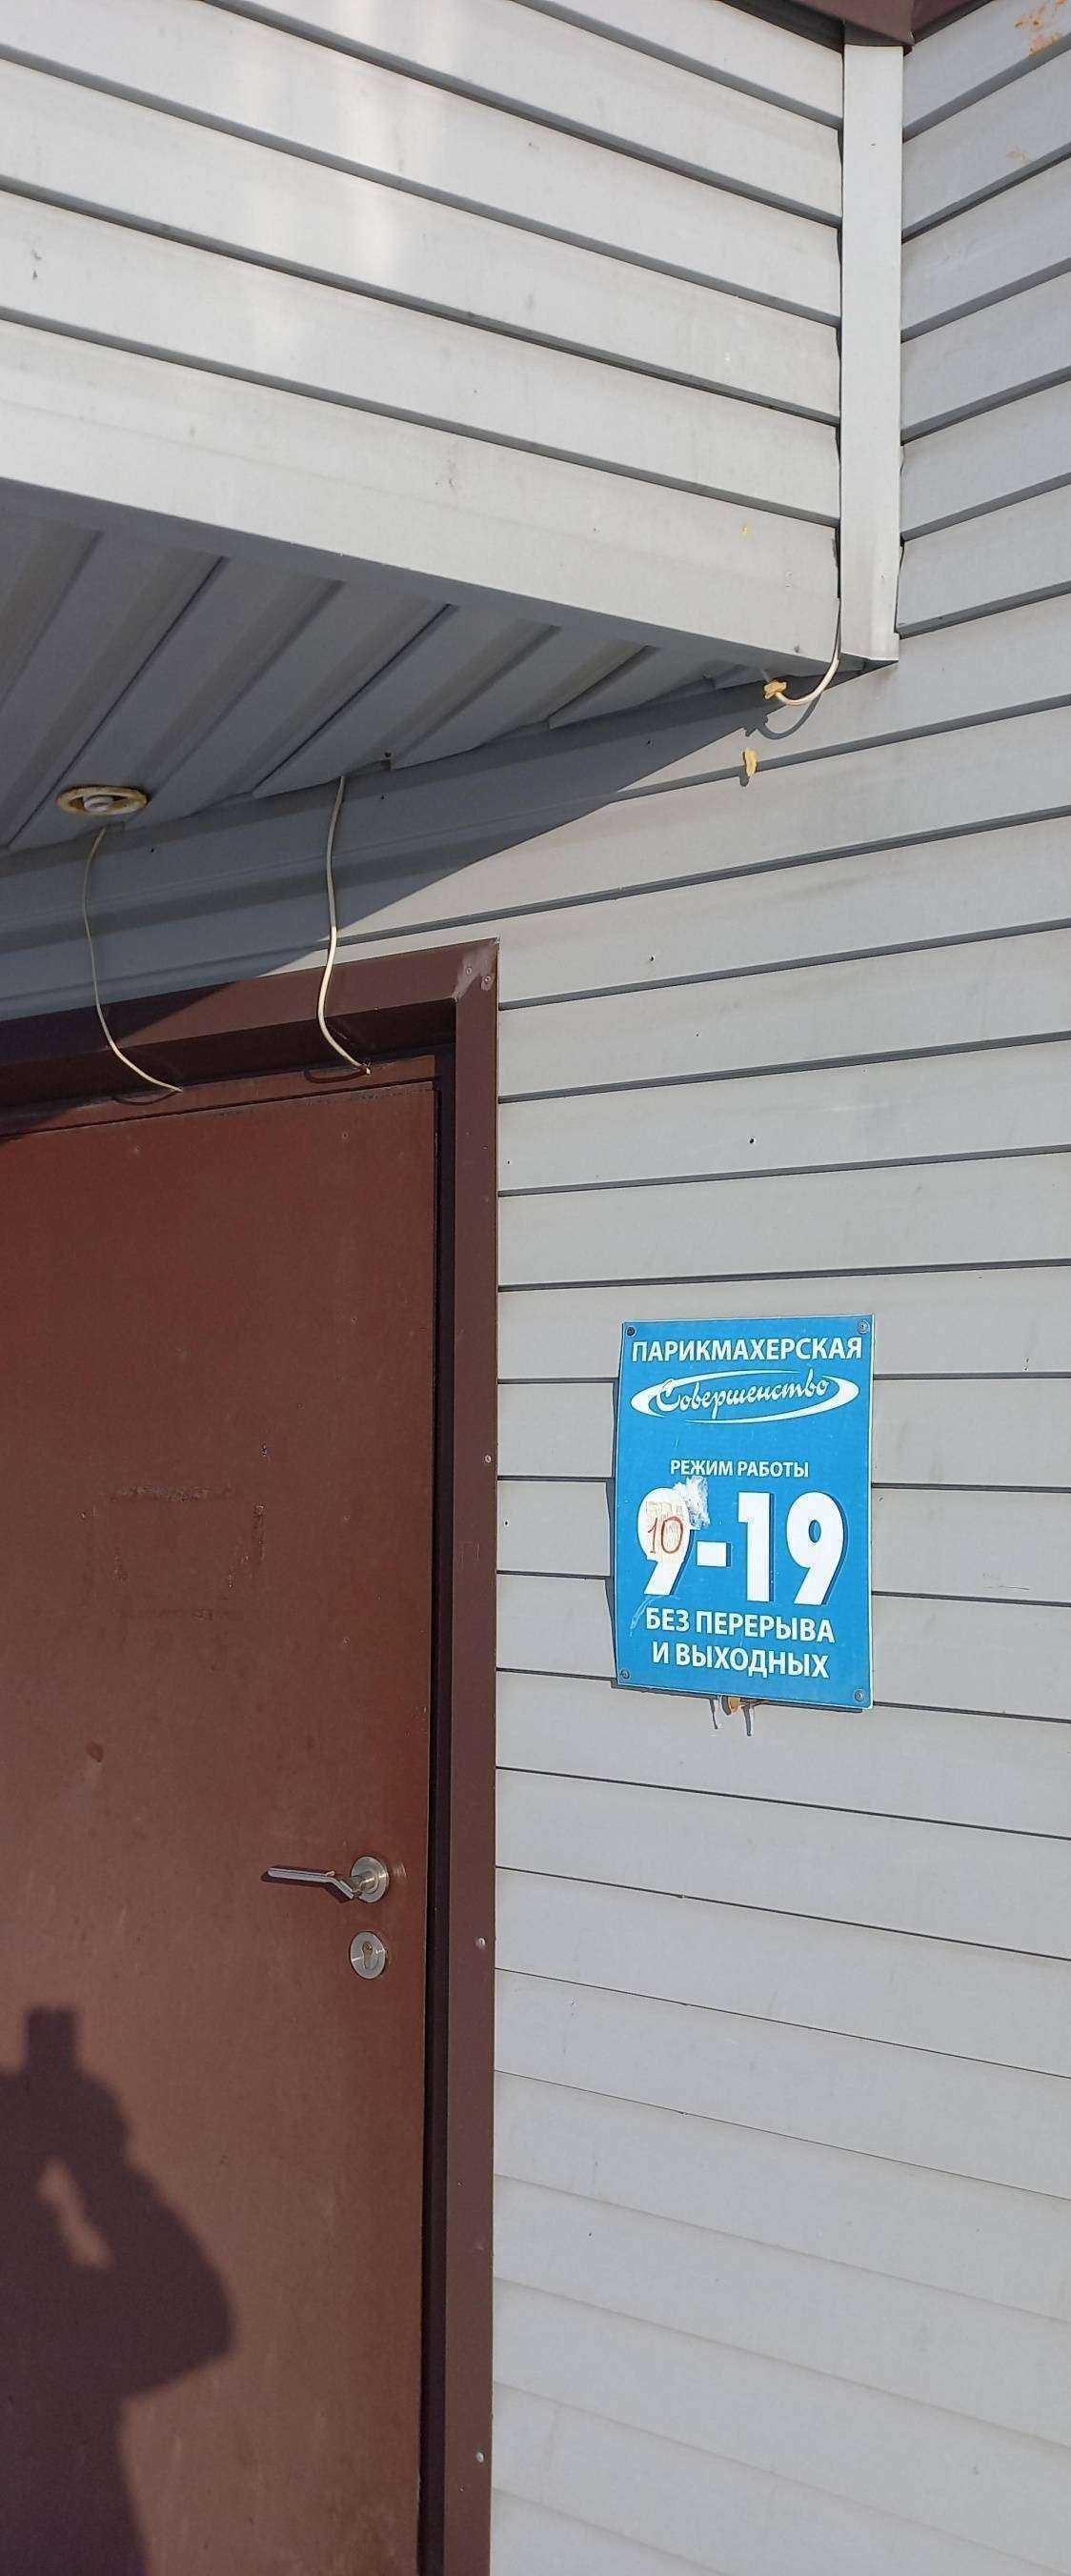 ПАРИКМАХЕРСКАЯ
Совершенство
РЕЖИМ РАБОТЫ
9-19
10
БЕЗ ПЕРЕРЫВА
И ВЫХОДНЫХ